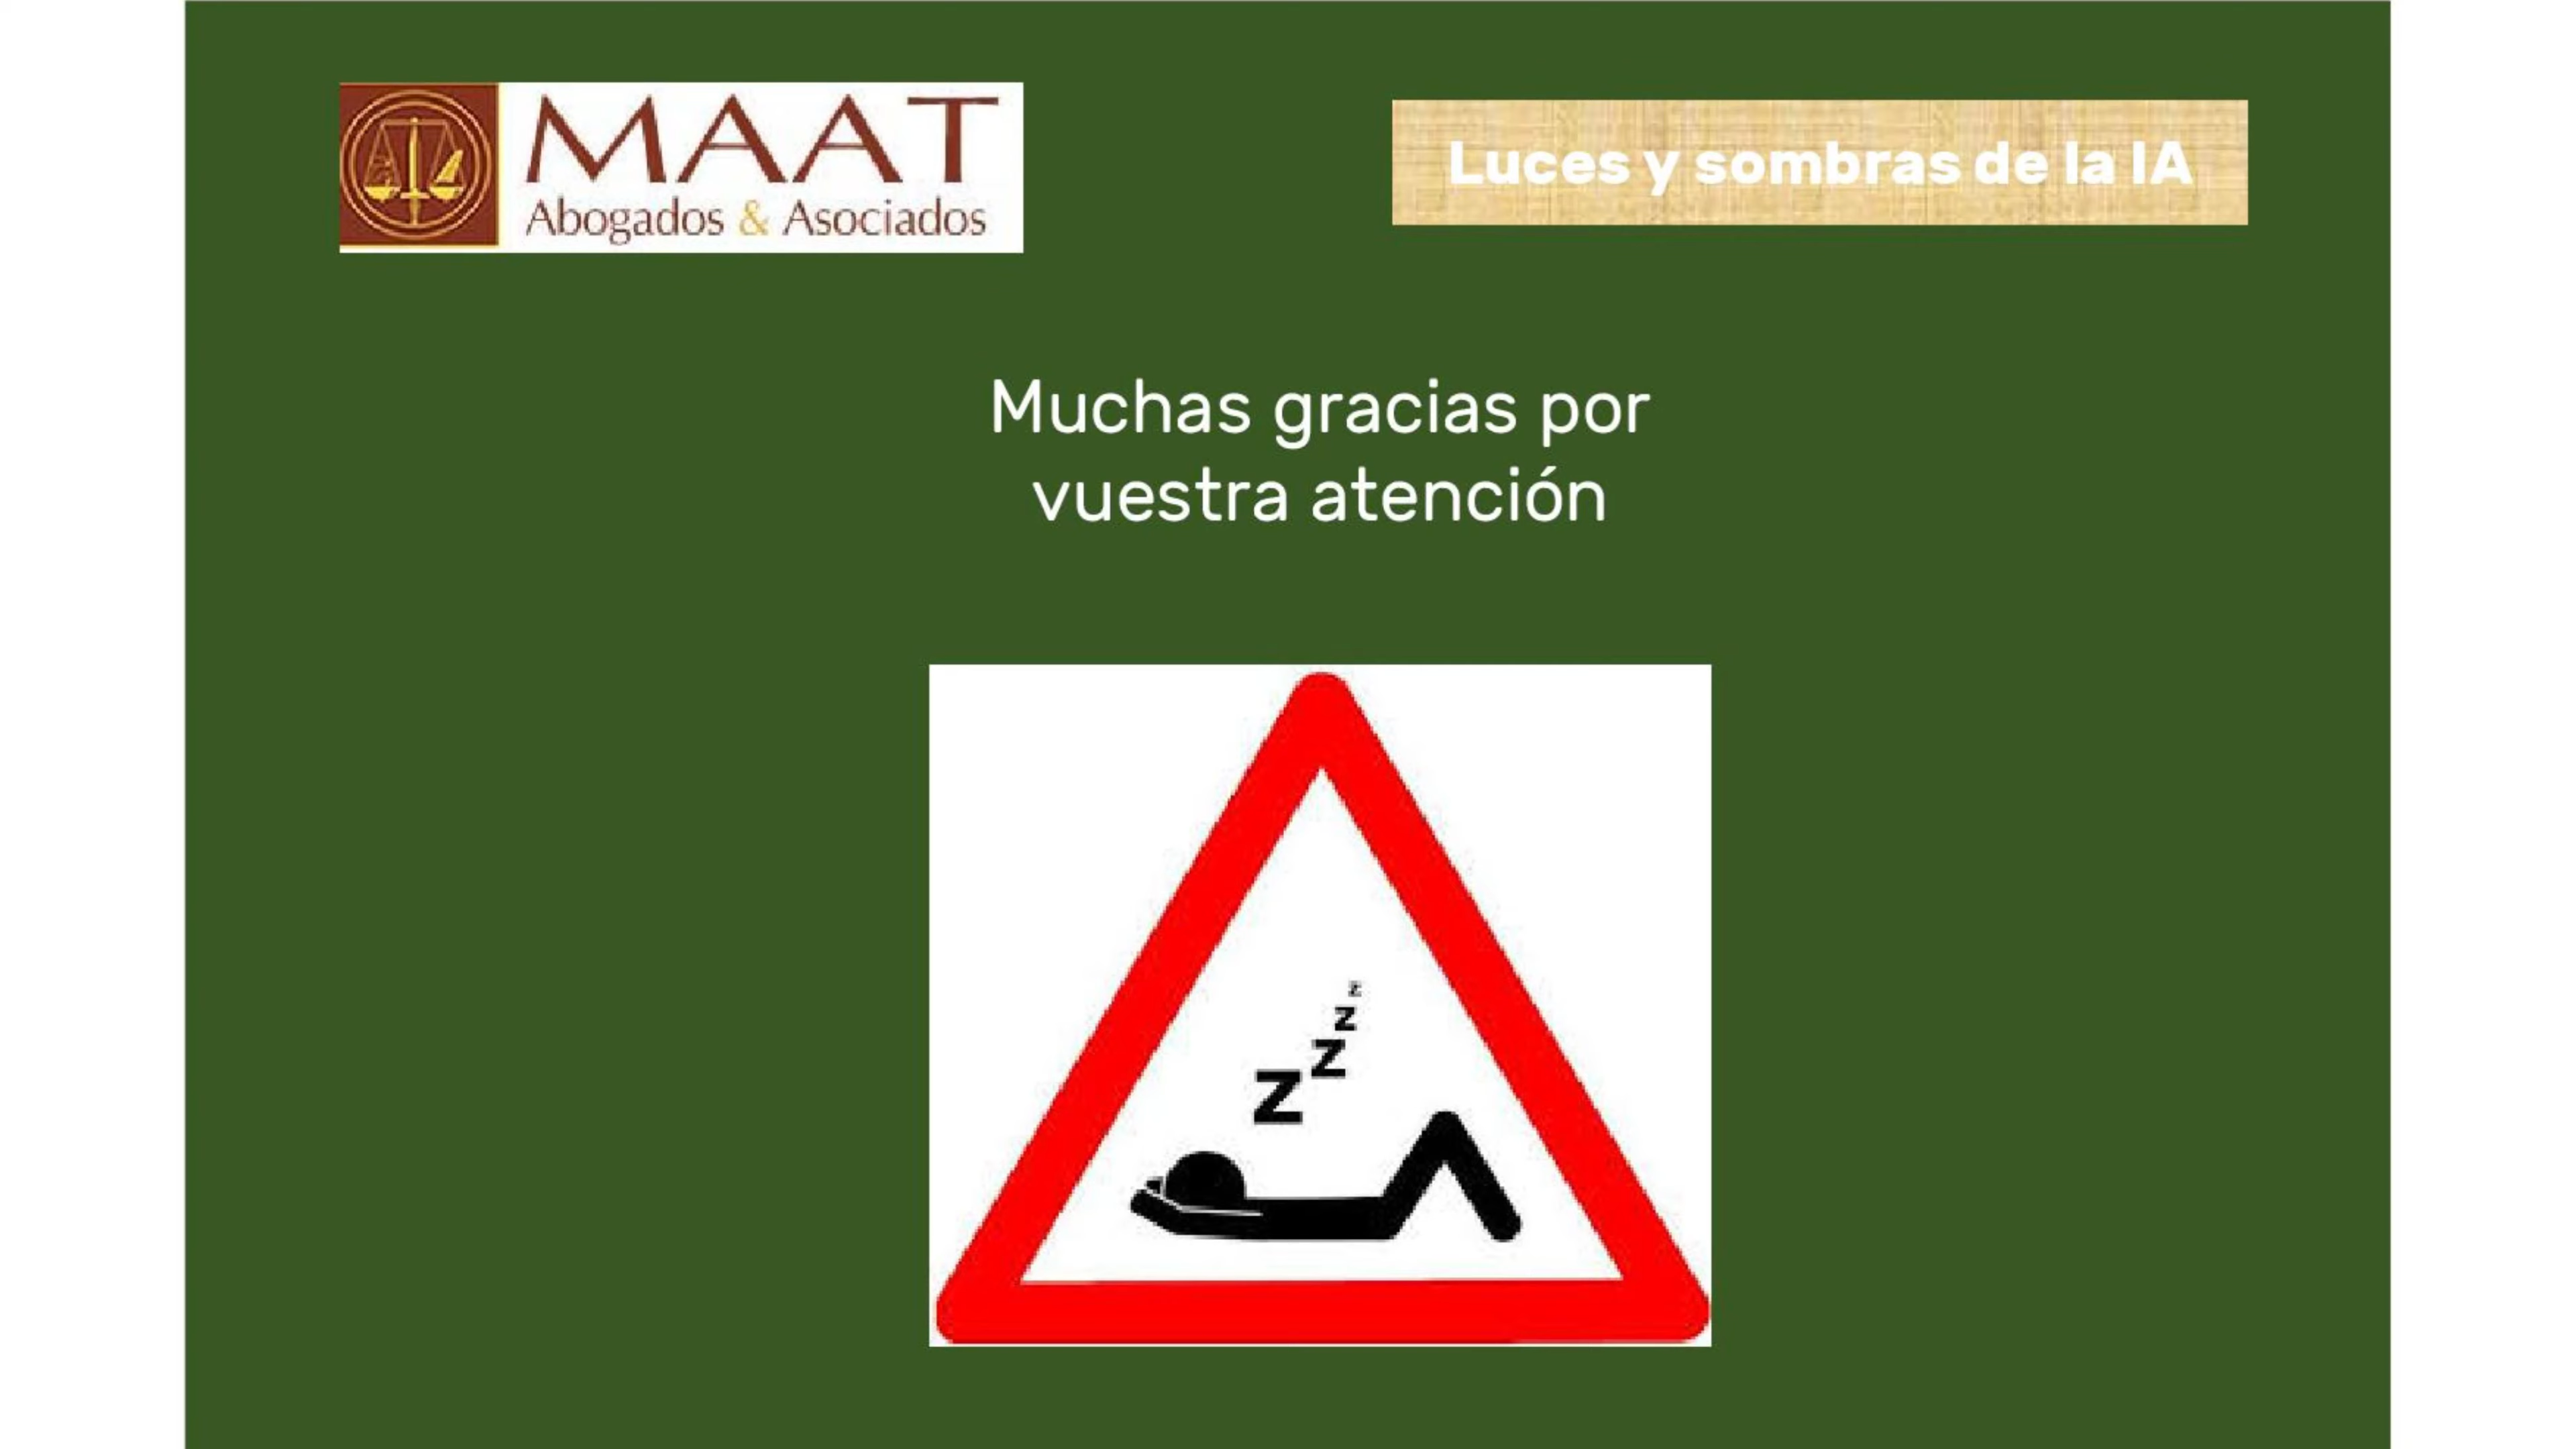 MAAT
Abogados & Asociados
Luces y sombras de la IA
Muchas gracias por
vuestra atención
z
z
z
z